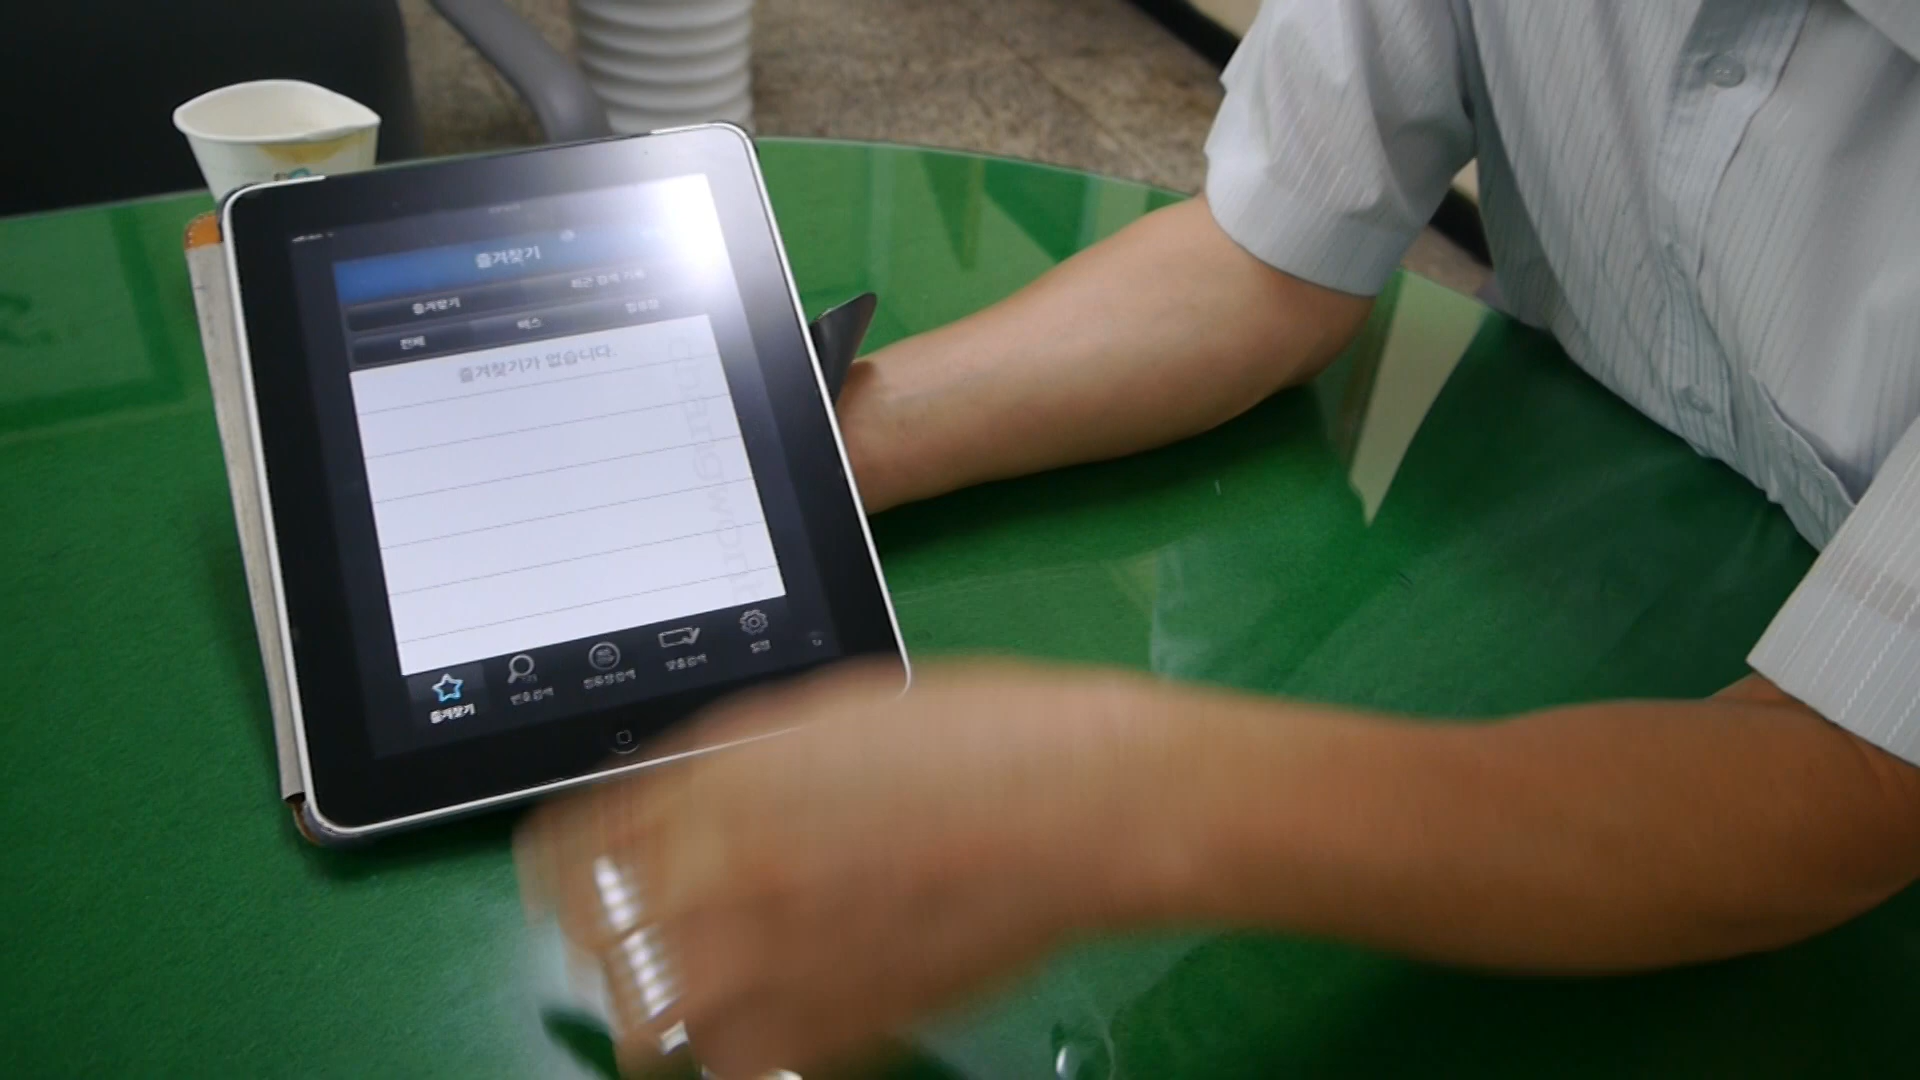 즐겨찾기
즐겨찾기 최근 검색 기록
전체 버스 정류장
즐겨찾기가 없습니다.
changwon
즐겨찾기 번호검색 정류장검색 맞춤검색 설정